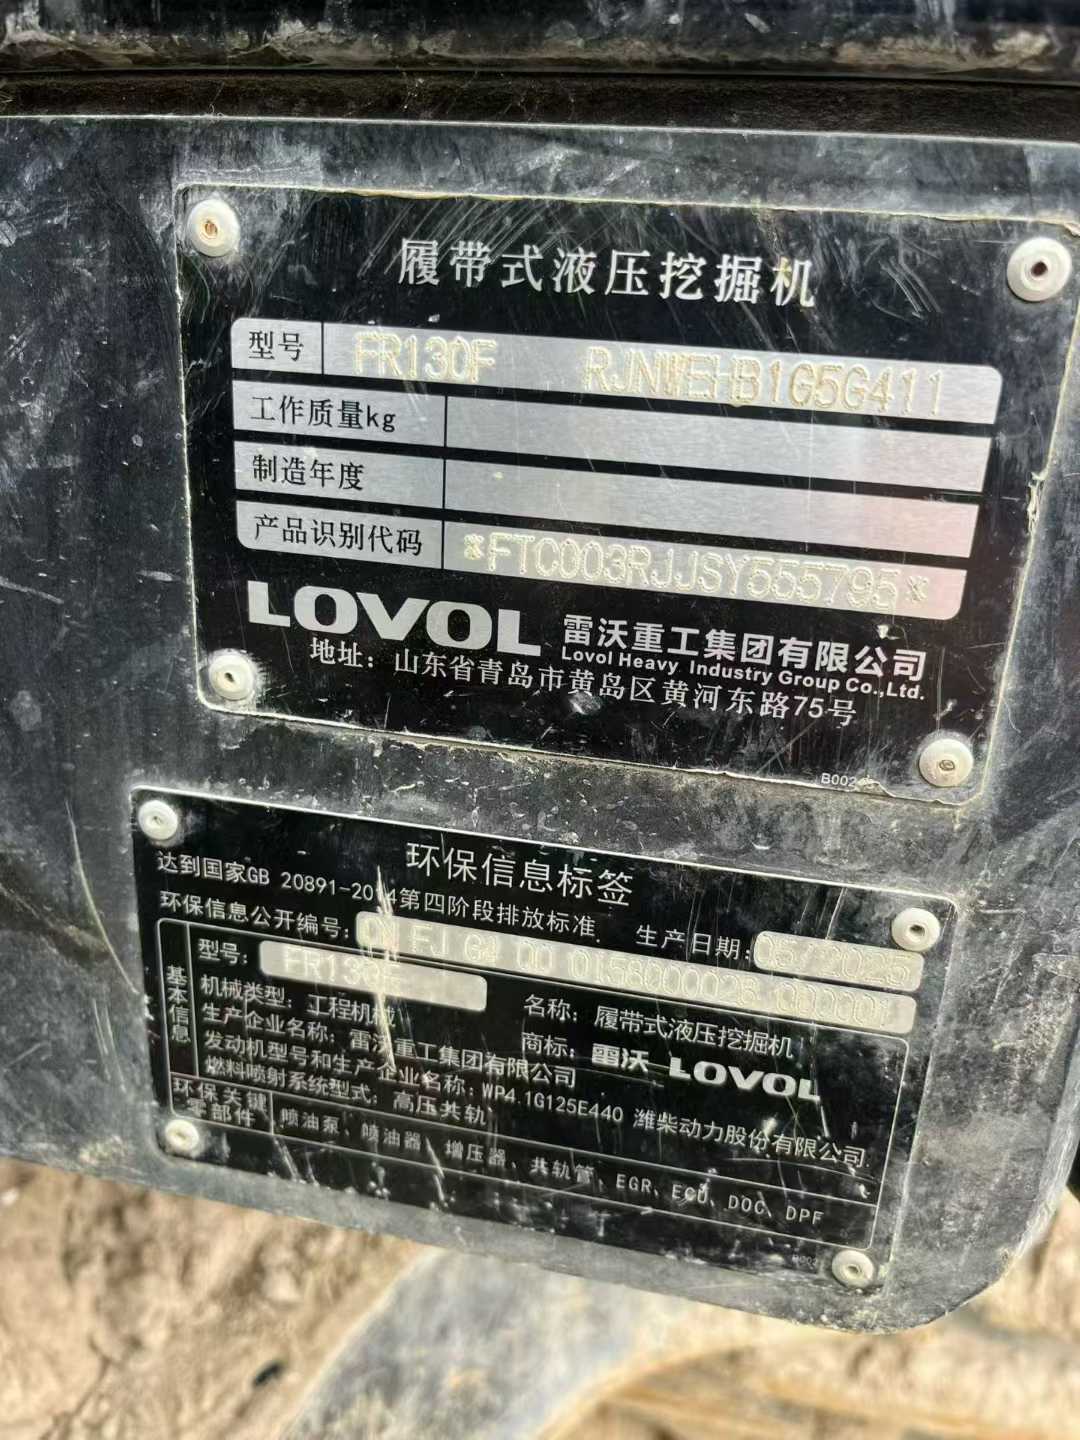 履带式液压挖掘机
型号 FR130F RJNWEHB1G5G411
工作质量kg
制造年度
产品识别代码 *FTC003RJJSY555795*
LOVOL 雷沃重工集团有限公司
Lovol Heavy Industry Group Co.,Ltd.
地址：山东省青岛市黄岛区黄河东路75号
环保信息标签
达到国家GB 20891-2014第四阶段排放标准 生产日期：05/2025
环保信息公开编号：CN FJ G4 00
基本信息
型号：FR130F 名称：履带式液压挖掘机
机械类型：工程机械 商标：雷沃 LOVOL
生产企业名称：雷沃重工集团有限公司
发动机型号和生产企业名称：WP4.1G125E440 潍柴动力股份有限公司
燃料喷射系统型式：高压共轨
环保关键零部件 喷油泵、喷油器、增压器、共轨管、EGR、ECU、DOC、DPF